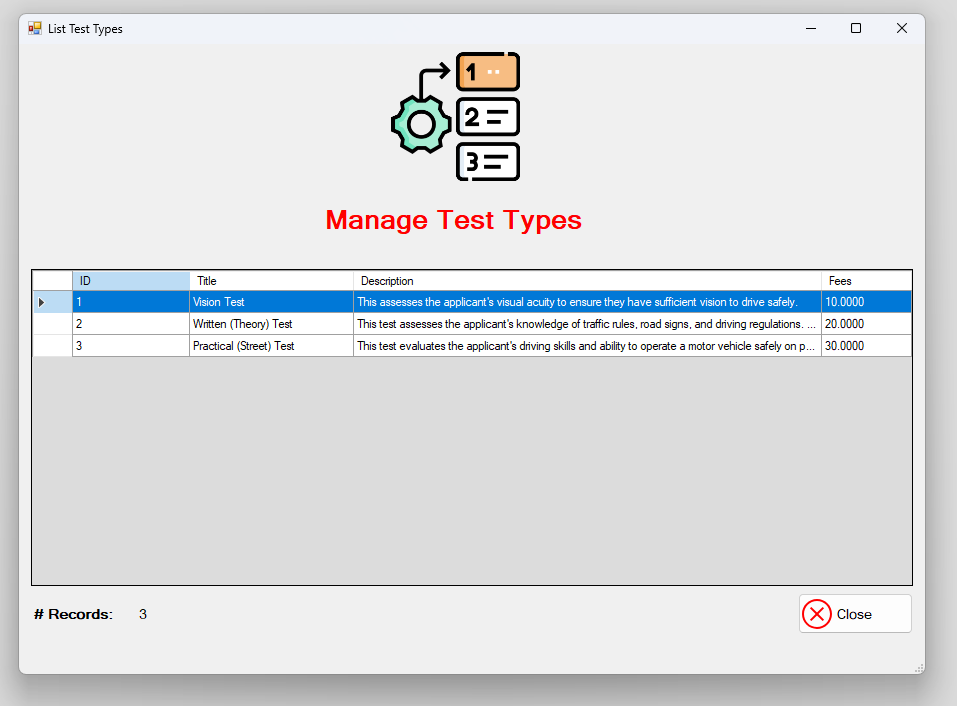 List Test Types
1
2
3
Manage Test Types
ID Title Description Fees
1 Vision Test This assesses the applicant's visual acuity to ensure they have sufficient vision to drive safely. 10.0000
2 Written (Theory) Test This test assesses the applicant's knowledge of traffic rules, road signs, and driving regulations. ... 20.0000
3 Practical (Street) Test This test evaluates the applicant's driving skills and ability to operate a motor vehicle safely on p... 30.0000
# Records: 3
Close